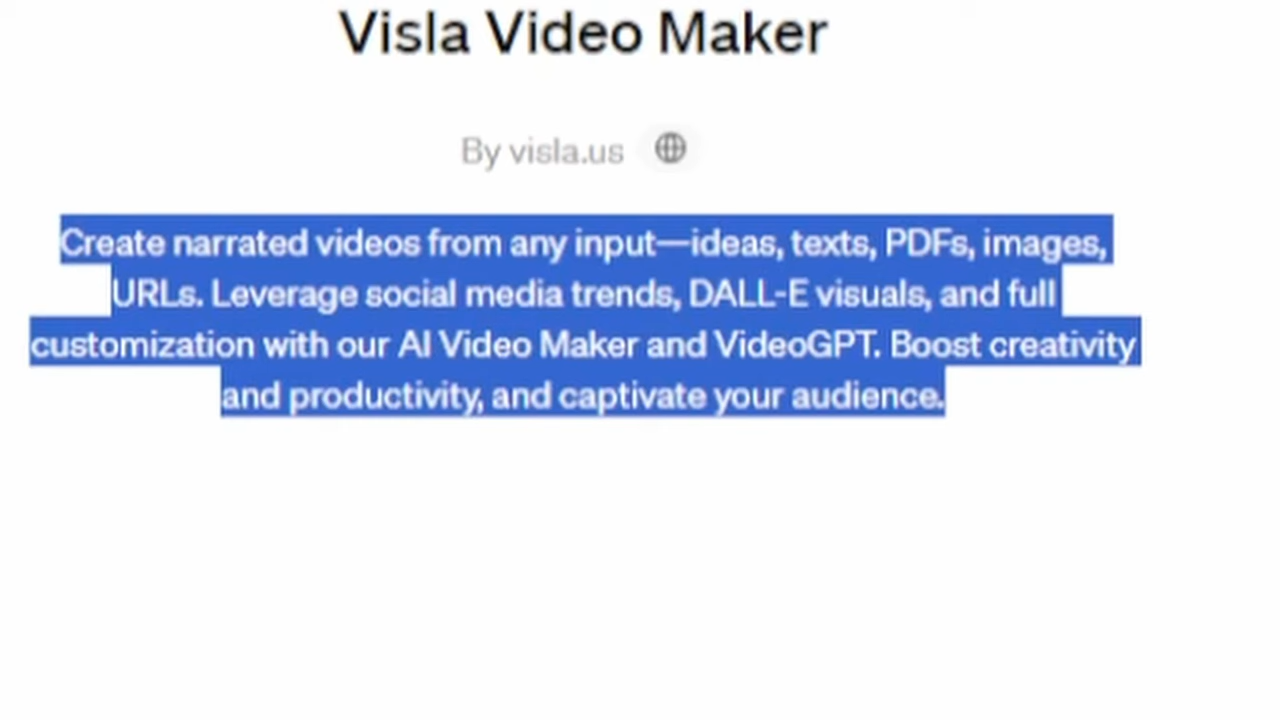 Visla Video Maker
By visla.us
Create narrated videos from any input—ideas, texts, PDFs, images,
URLs. Leverage social media trends, DALL-E visuals, and full
customization with our AI Video Maker and VideoGPT. Boost creativity
and productivity, and captivate your audience.